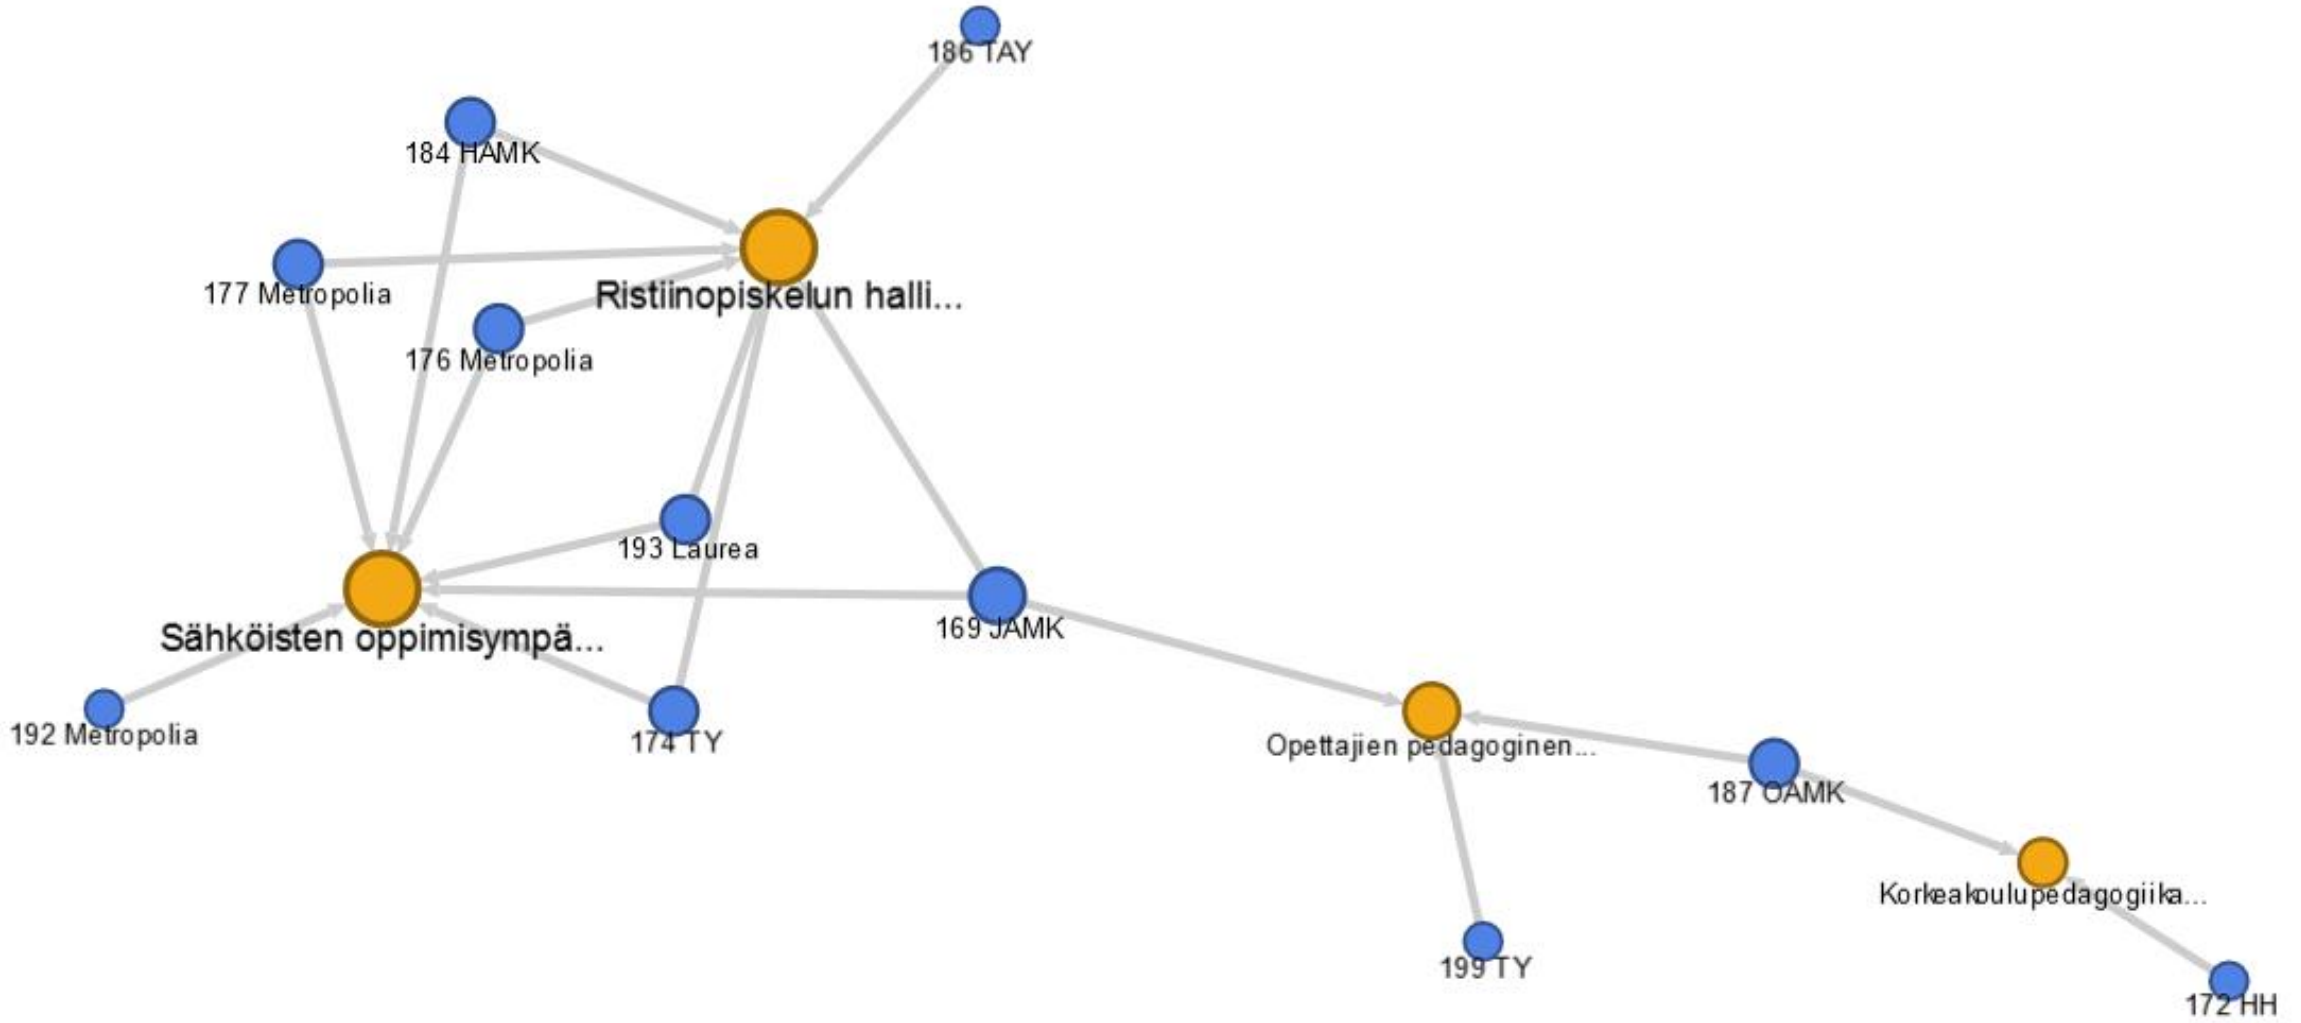 186 TAY
184 HAMK
177 Metropolia
Ristiinopiskelun halli...
176 Metropolia
193 Laurea
169 JAMK
Sähköisten oppimisympä...
192 Metropolia
174 TY
Opettajien pedagoginen...
187 OAMK
Korkeakoulupedagogiika...
199 TY
172 HH